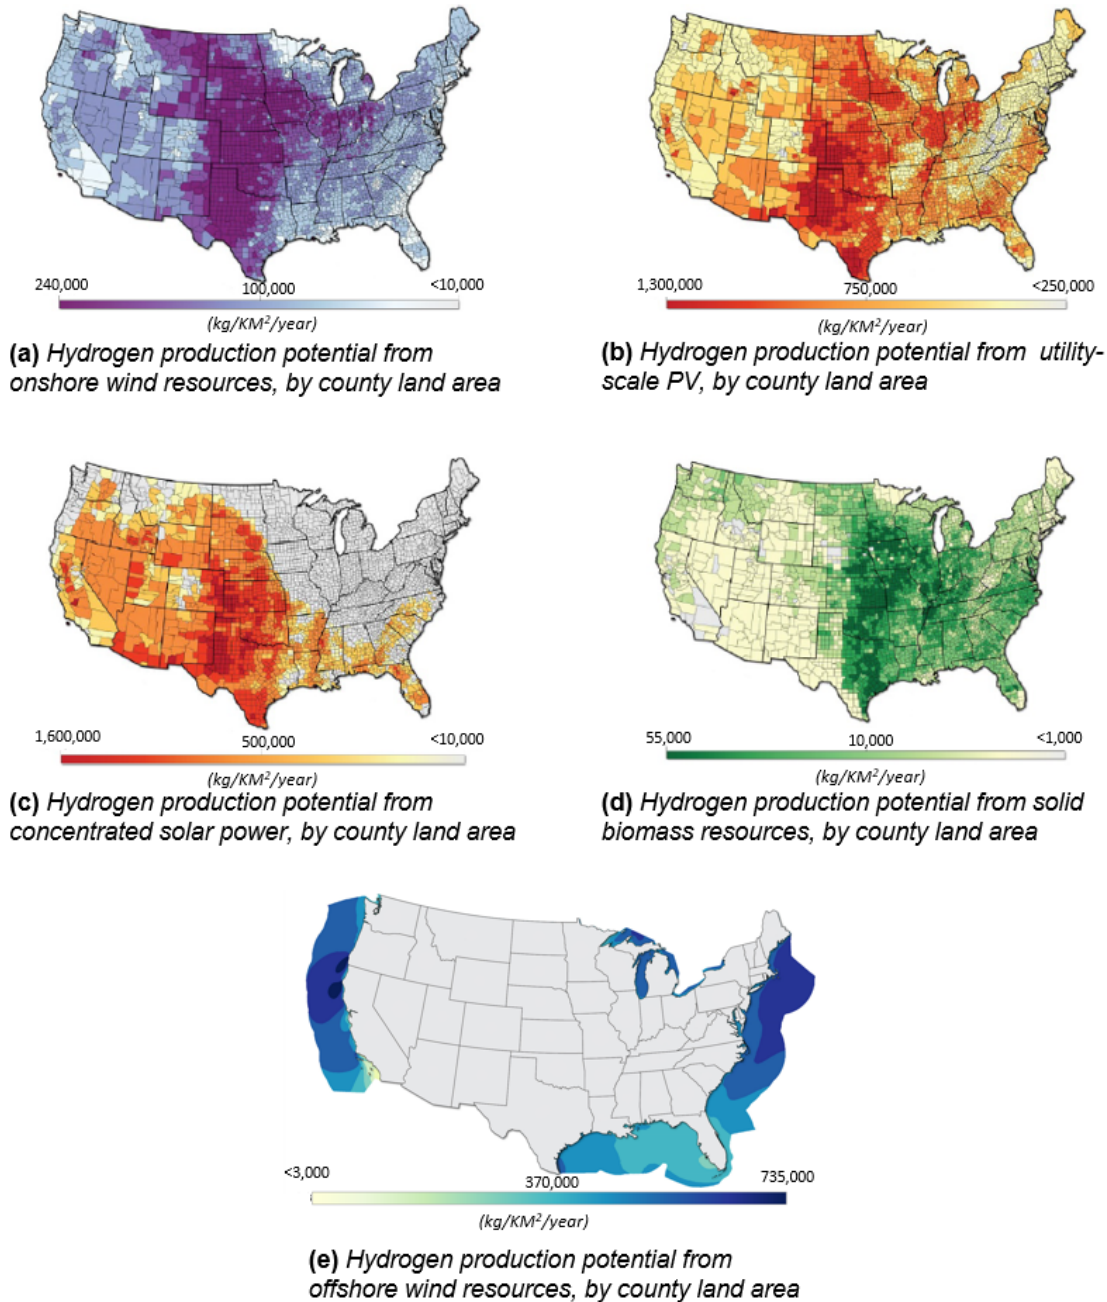 240,000 100,000 <10,000
(kg/KM²/year)
(a) Hydrogen production potential from
onshore wind resources, by county land area
1,300,000 750,000 <250,000
(kg/KM²/year)
(b) Hydrogen production potential from utility-
scale PV, by county land area
1,600,000 500,000 <10,000
(kg/KM²/year)
(c) Hydrogen production potential from
concentrated solar power, by county land area
55,000 10,000 <1,000
(kg/KM²/year)
(d) Hydrogen production potential from solid
biomass resources, by county land area
<3,000 370,000 735,000
(kg/KM²/year)
(e) Hydrogen production potential from
offshore wind resources, by county land area